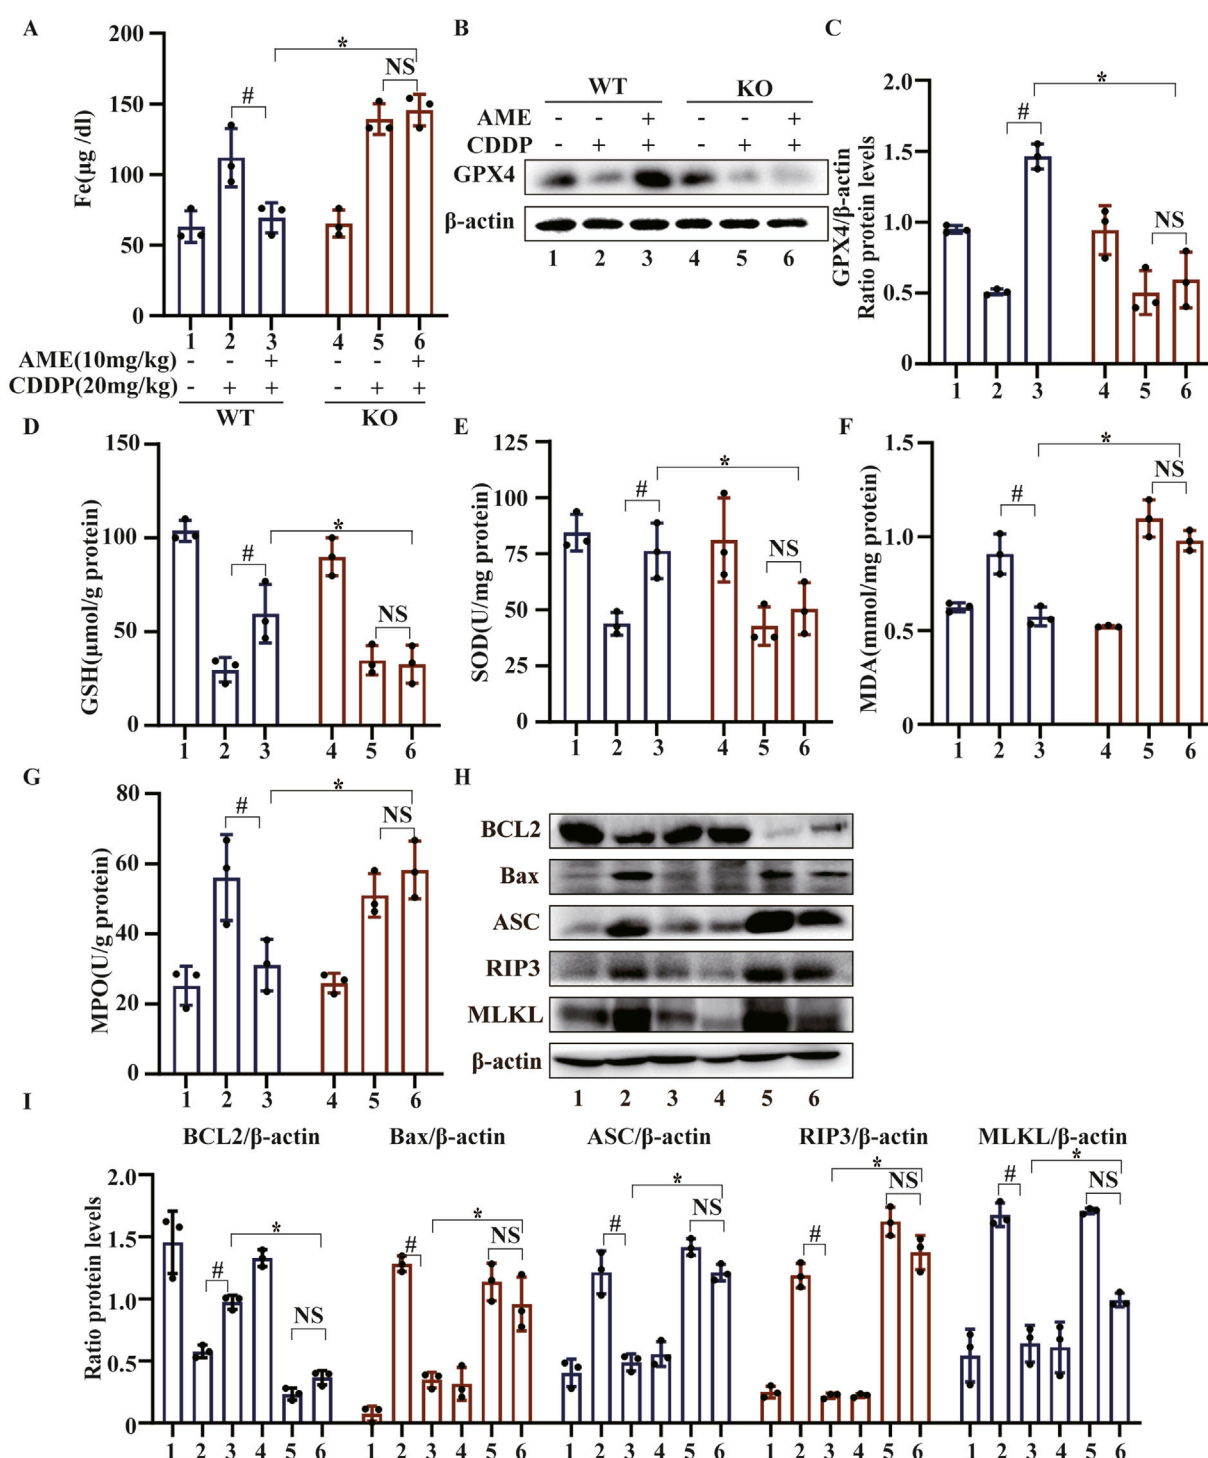 A
200
150
100
50
0
Fe(µg /dl)
#
*
NS
1 2 3 4 5 6
AME(10mg/kg) - - + - - +
CDDP(20mg/kg) - + + - + +
WT KO
B
WT KO
AME - - + - - +
CDDP - + + - + +
GPX4
β-actin
1 2 3 4 5 6
C
2.0
1.5
1.0
0.5
0
GPX4/β-actin
Ratio protein levels
#
*
NS
1 2 3 4 5 6
D
150
100
50
0
GSH(µmol/g protein)
#
*
NS
1 2 3 4 5 6
E
125
100
75
50
25
0
SOD(U/mg protein)
#
*
NS
1 2 3 4 5 6
F
1.5
1.0
0.5
0
MDA(mmol/mg protein)
#
*
NS
1 2 3 4 5 6
G
80
60
40
20
0
MPO(U/g protein)
#
*
NS
1 2 3 4 5 6
H
BCL2
Bax
ASC
RIP3
MLKL
β-actin
1 2 3 4 5 6
I
BCL2/β-actin Bax/β-actin ASC/β-actin RIP3/β-actin MLKL/β-actin
2.0
1.5
1.0
0.5
0
Ratio protein levels
# * NS # * NS # * NS # * NS # * NS
1 2 3 4 5 6 1 2 3 4 5 6 1 2 3 4 5 6 1 2 3 4 5 6 1 2 3 4 5 6